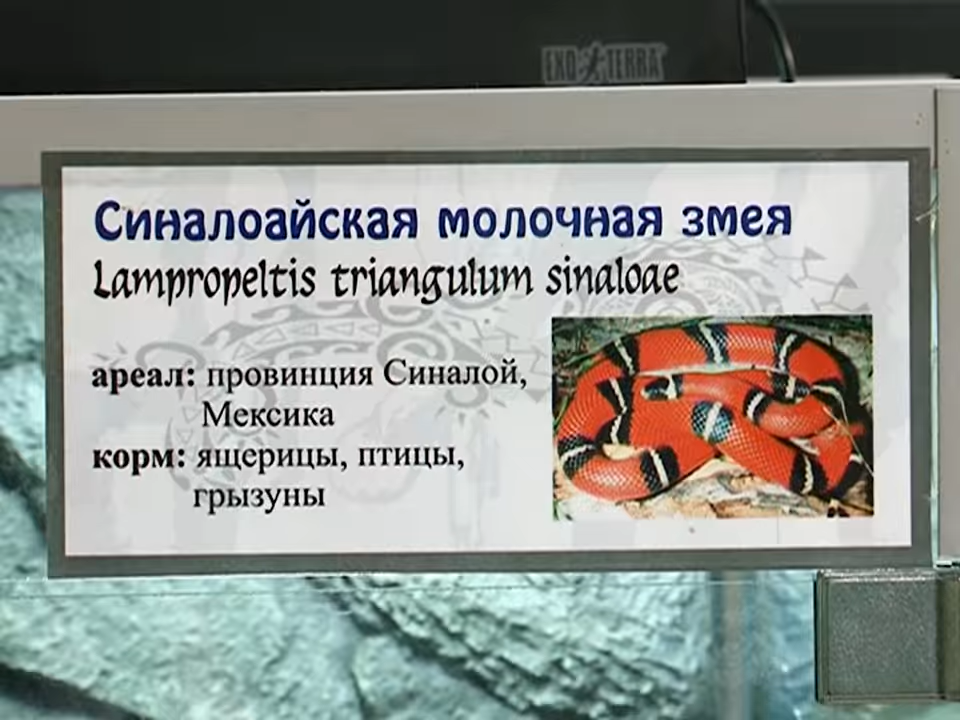 EXO TERRA
Синалоайская молочная змея
Lampropeltis triangulum sinaloae
ареал: провинция Синалой,
Мексика
корм: ящерицы, птицы,
грызуны